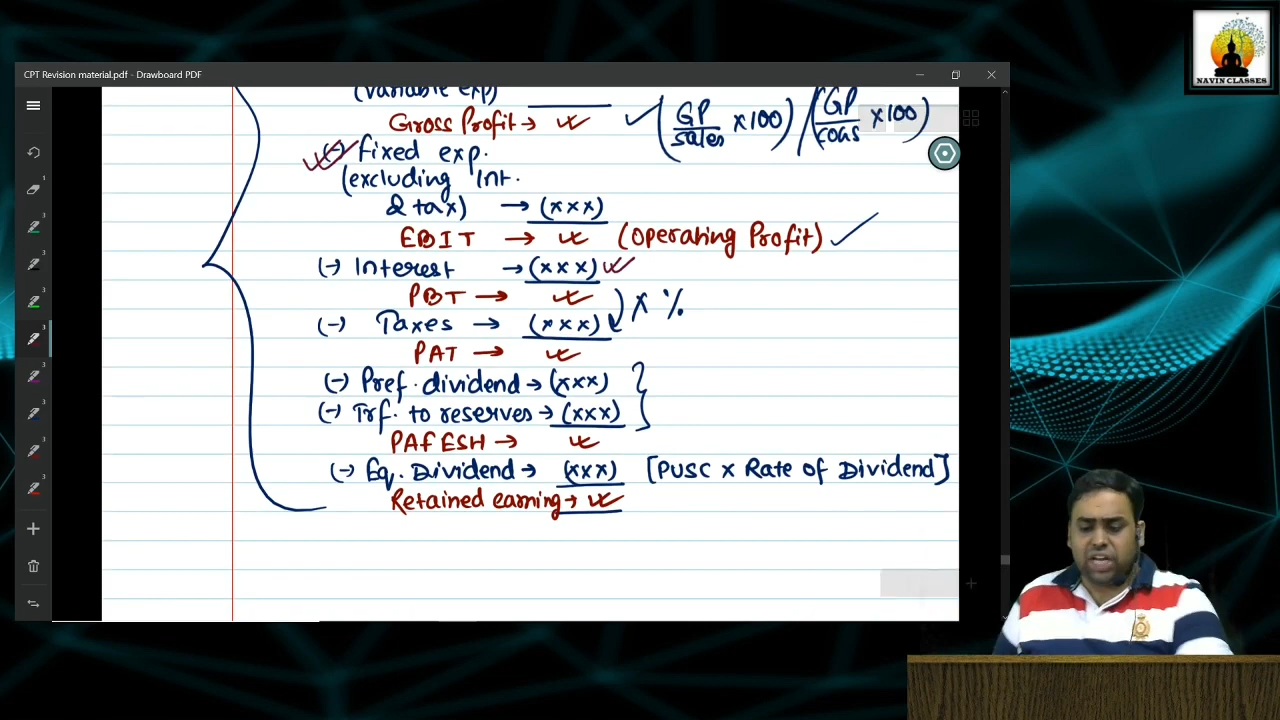 NAVIN CLASSES
CPT Revision material.pdf - Drawboard PDF
(variable exp)
Gross Profit →
(GP/sales ×100) / (GP/COGS ×100)
(-) fixed exp.
(excluding Int.
& tax) → (xxx)
EBIT → (Operating Profit)
(-) Interest → (xxx)
PBT → x %
(-) Taxes → (xxx)
PAT →
(-) Pref. dividend → (xxx)
(-) Trf. to reserves → (xxx)
PAFESH →
(-) Eq. Dividend → (xxx) [PUSC x Rate of Dividend]
Retained earning →